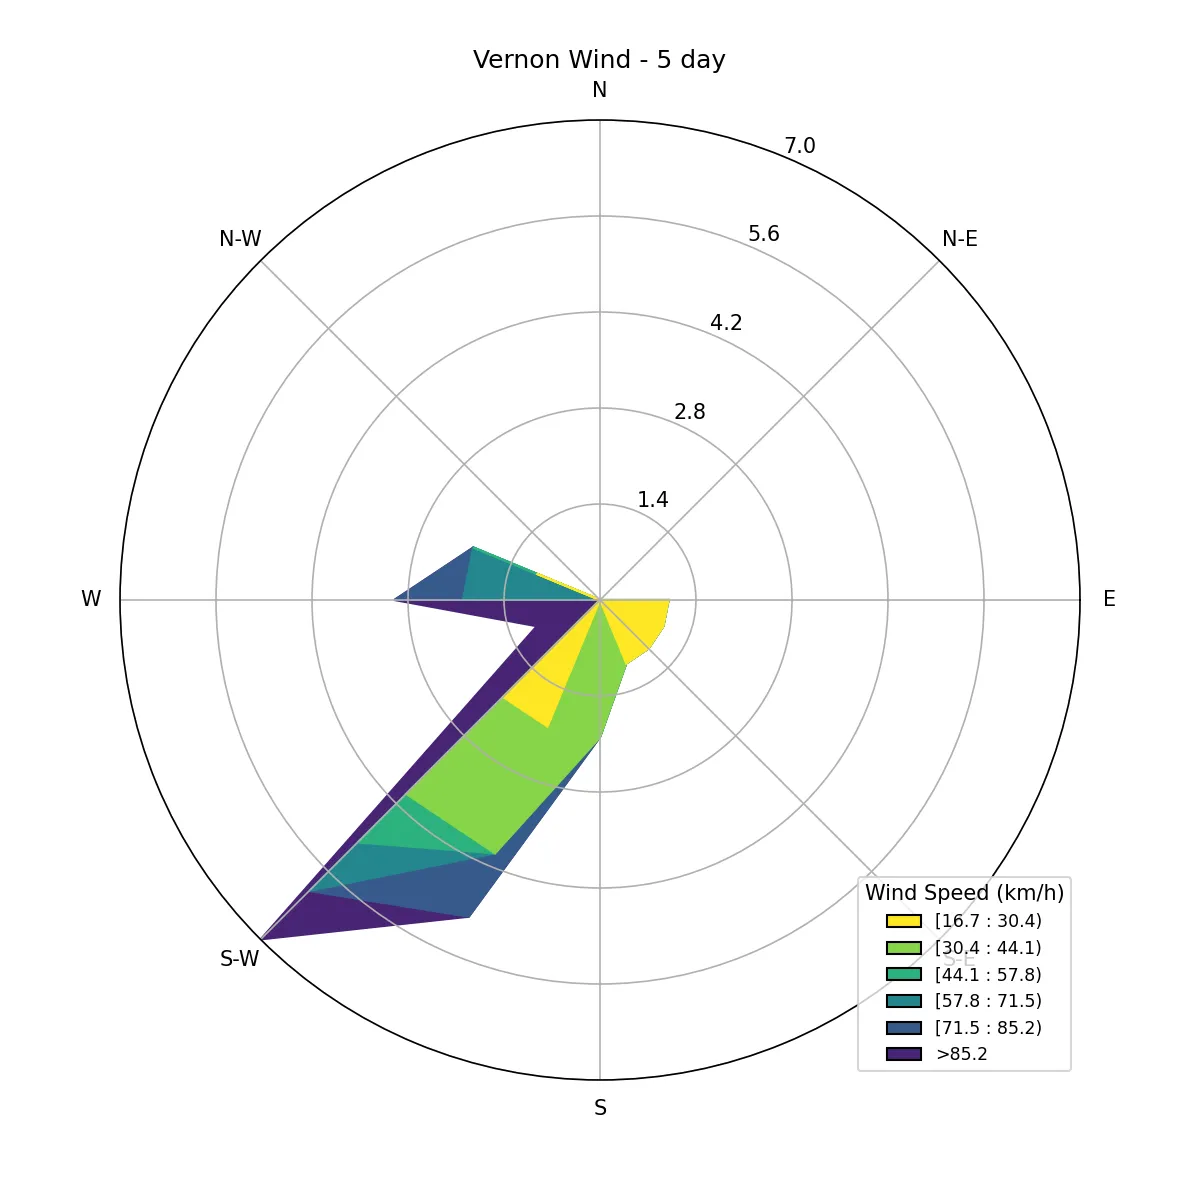 Vernon Wind - 5 day
N
7.0
N-W
5.6
N-E
4.2
2.8
1.4
W
E
S-W
S-E
S
Wind Speed (km/h)
[16.7 : 30.4)
[30.4 : 44.1)
[44.1 : 57.8)
[57.8 : 71.5)
[71.5 : 85.2)
>85.2